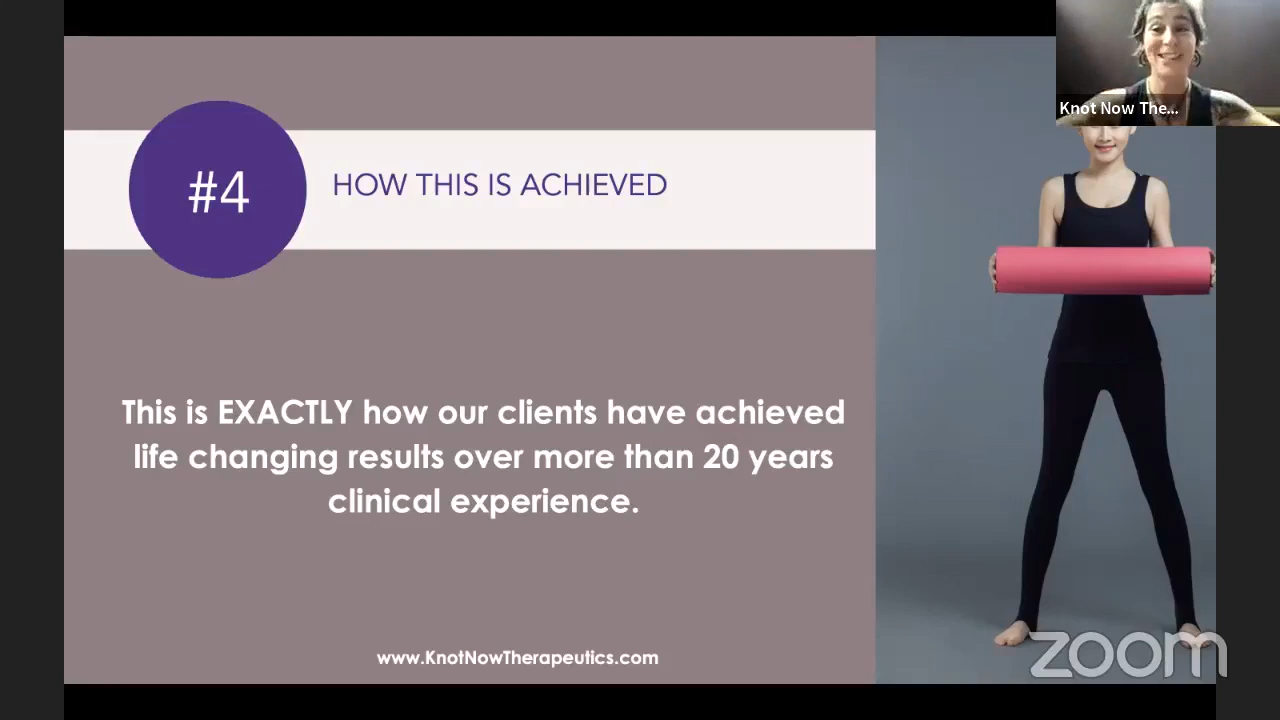 Knot Now The...
#4
HOW THIS IS ACHIEVED
This is EXACTLY how our clients have achieved
life changing results over more than 20 years
clinical experience.
www.KnotNowTherapeutics.com
zoom